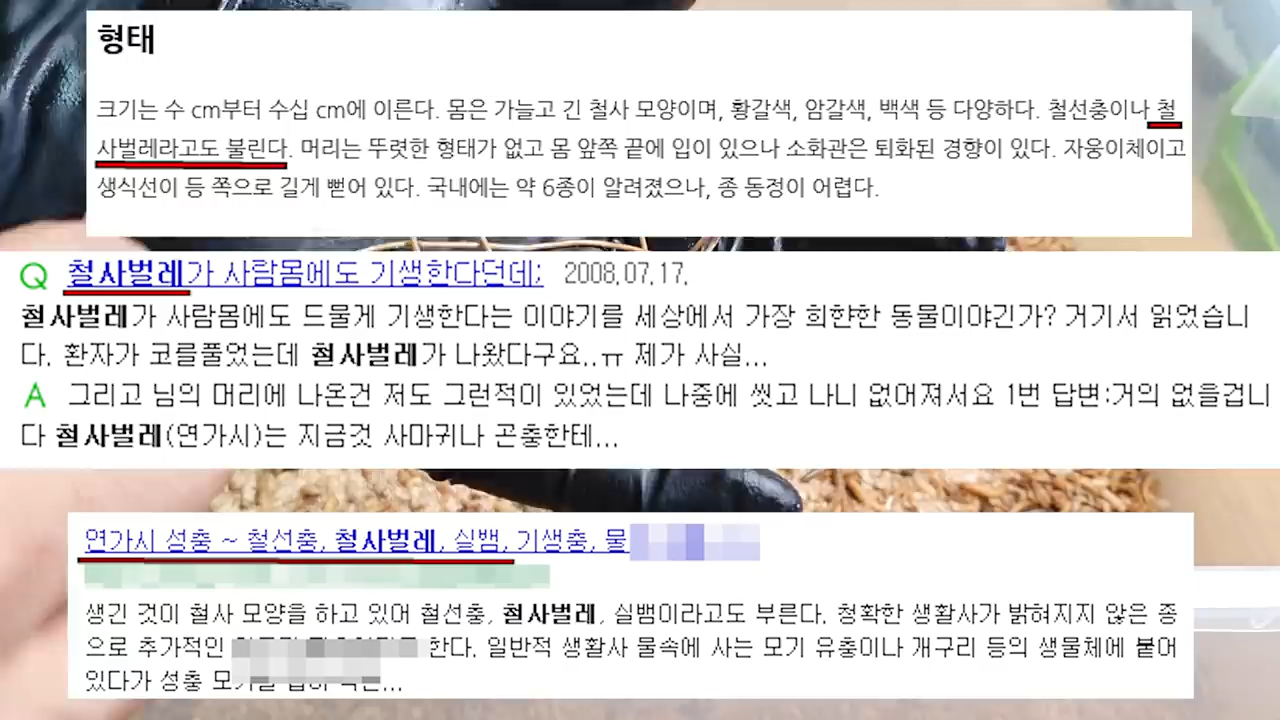 형태
크기는 수 cm부터 수십 cm에 이른다. 몸은 가늘고 긴 철사 모양이며, 황갈색, 암갈색, 백색 등 다양하다. 철선충이나 철
사벌레라고도 불린다. 머리는 뚜렷한 형태가 없고 몸 앞쪽 끝에 입이 있으나 소화관은 퇴화된 경향이 있다. 자웅이체이고
생식선이 등 쪽으로 길게 뻗어 있다. 국내에는 약 6종이 알려졌으나, 종 동정이 어렵다.
Q 철사벌레가 사람몸에도 기생한다던데; 2008.07.17.
철사벌레가 사람몸에도 드물게 기생한다는 이야기를 세상에서 가장 희햔한 동물이야긴가? 거기서 읽었습니
다. 환자가 코를풀었는데 철사벌레가 나왔다구요..ㅠ 제가 사실...
A 그리고 님의 머리에 나온건 저도 그런적이 있었는데 나중에 씻고 나니 없어져서요 1번 답변:거의 없을겁니
다 철사벌레(연가시)는 지금껏 사마귀나 곤충한테...
연가시 성충 ~ 철선충, 철사벌레, 실뱀, 기생충, 물
생긴 것이 철사 모양을 하고 있어 철선충, 철사벌레, 실뱀이라고도 부른다. 정확한 생활사가 밝혀지지 않은 종
으로 추가적인 한다. 일반적 생활사 물속에 사는 모기 유충이나 개구리 등의 생물체에 붙어
있다가 성충